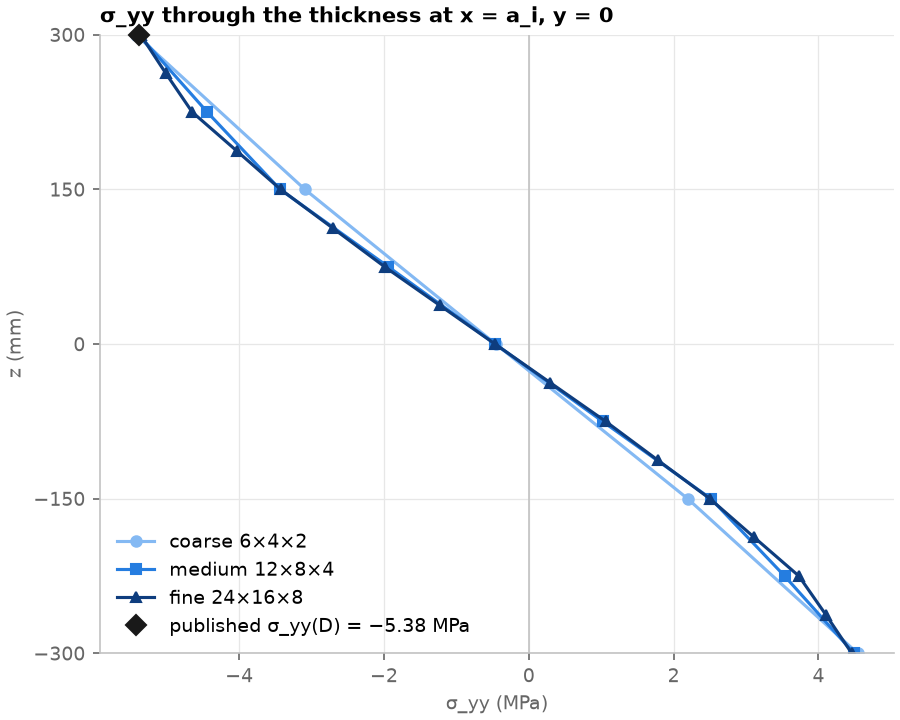 σ_yy through the thickness at x = a_i, y = 0
300
150
0
−150
−300
z (mm)
coarse 6×4×2
medium 12×8×4
fine 24×16×8
published σ_yy(D) = −5.38 MPa
−4
−2
0
2
4
σ_yy (MPa)